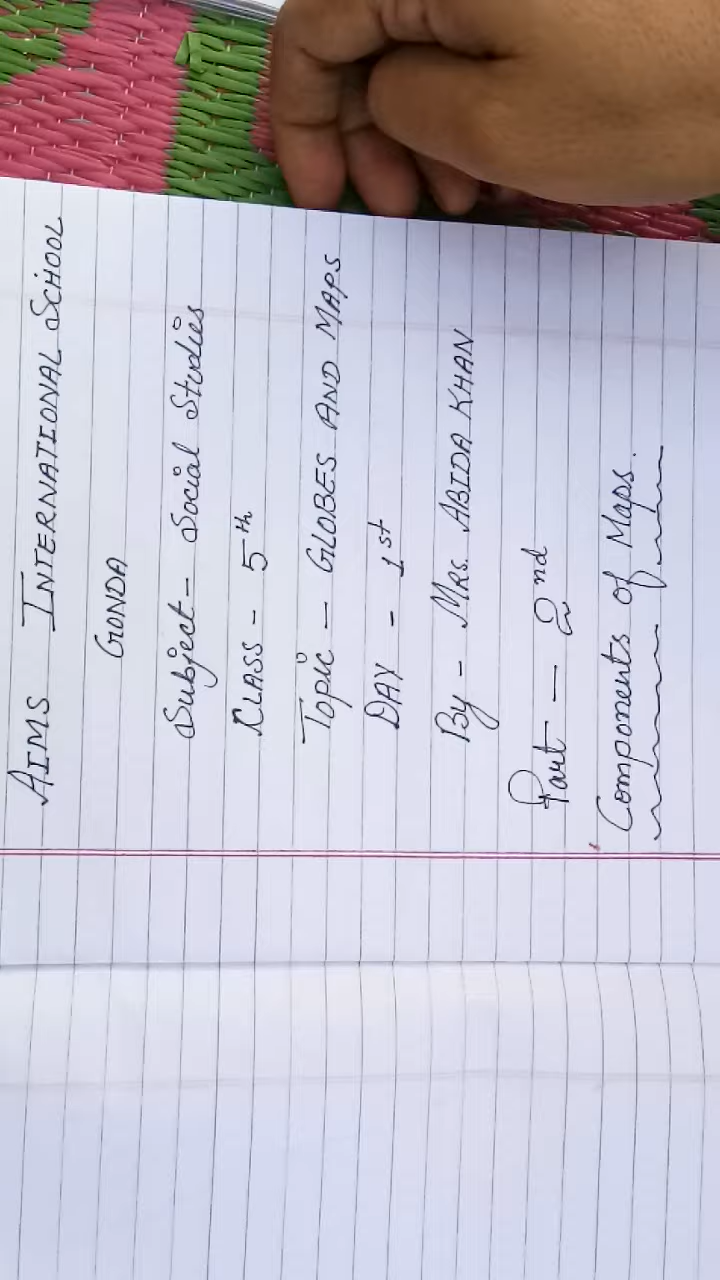 AIMS INTERNATIONAL SCHOOL
GONDA
Subject - Social Studies
CLASS - 5th
Topic - GLOBES AND MAPS
DAY - 1st
By - MRS. ABIDA KHAN
Part - 2nd
Components of Maps.